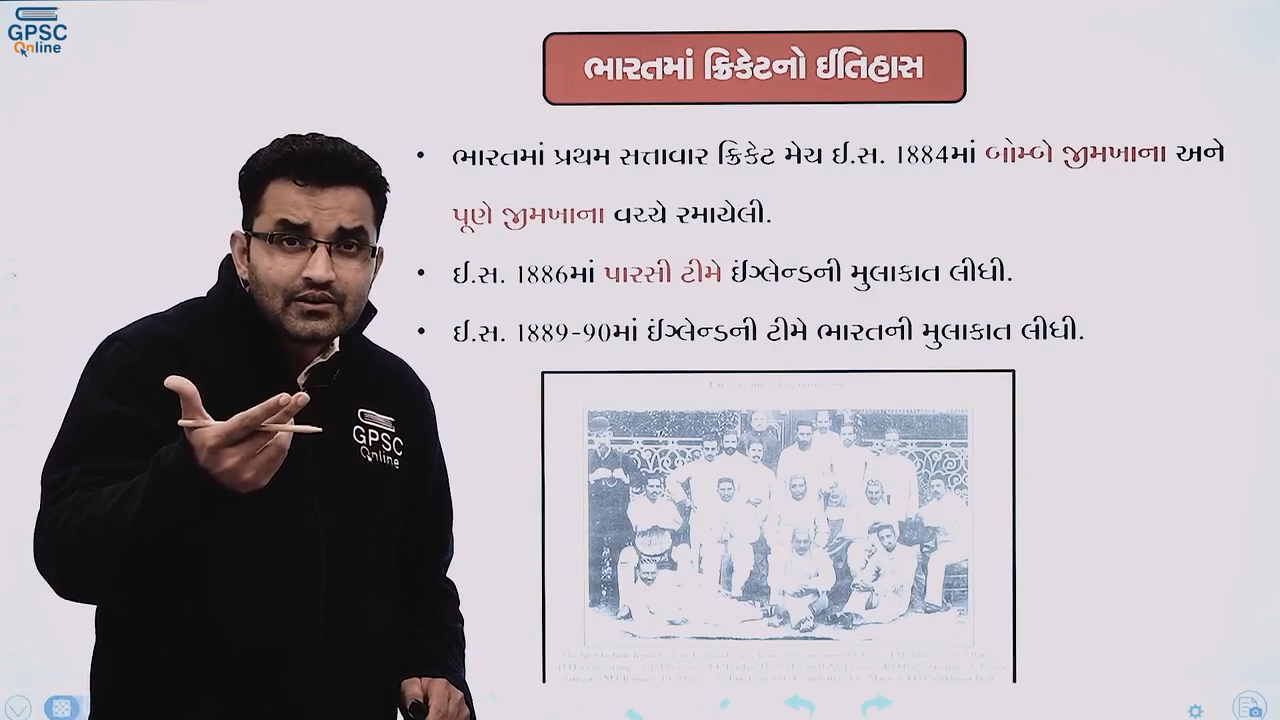 GPSC
Online
ભારતમાં ક્રિકેટનો ઈતિહાસ
• ભારતમાં પ્રથમ સત્તાવાર ક્રિકેટ મેચ ઈ.સ. 1884માં બોમ્બે જીમખાના અને
પૂણે જીમખાના વચ્ચે રમાયેલી.
• ઈ.સ. 1886માં પારસી ટીમે ઈંગ્લેન્ડની મુલાકાત લીધી.
• ઈ.સ. 1889-90માં ઈંગ્લેન્ડની ટીમે ભારતની મુલાકાત લીધી.
GPSC
Online